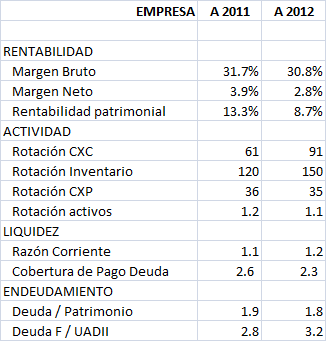 EMPRESA A 2011 A 2012
RENTABILIDAD
Margen Bruto 31.7% 30.8%
Margen Neto 3.9% 2.8%
Rentabilidad patrimonial 13.3% 8.7%
ACTIVIDAD
Rotación CXC 61 91
Rotación Inventario 120 150
Rotación CXP 36 35
Rotación activos 1.2 1.1
LIQUIDEZ
Razón Corriente 1.1 1.2
Cobertura de Pago Deuda 2.6 2.3
ENDEUDAMIENTO
Deuda / Patrimonio 1.9 1.8
Deuda F / UADII 2.8 3.2